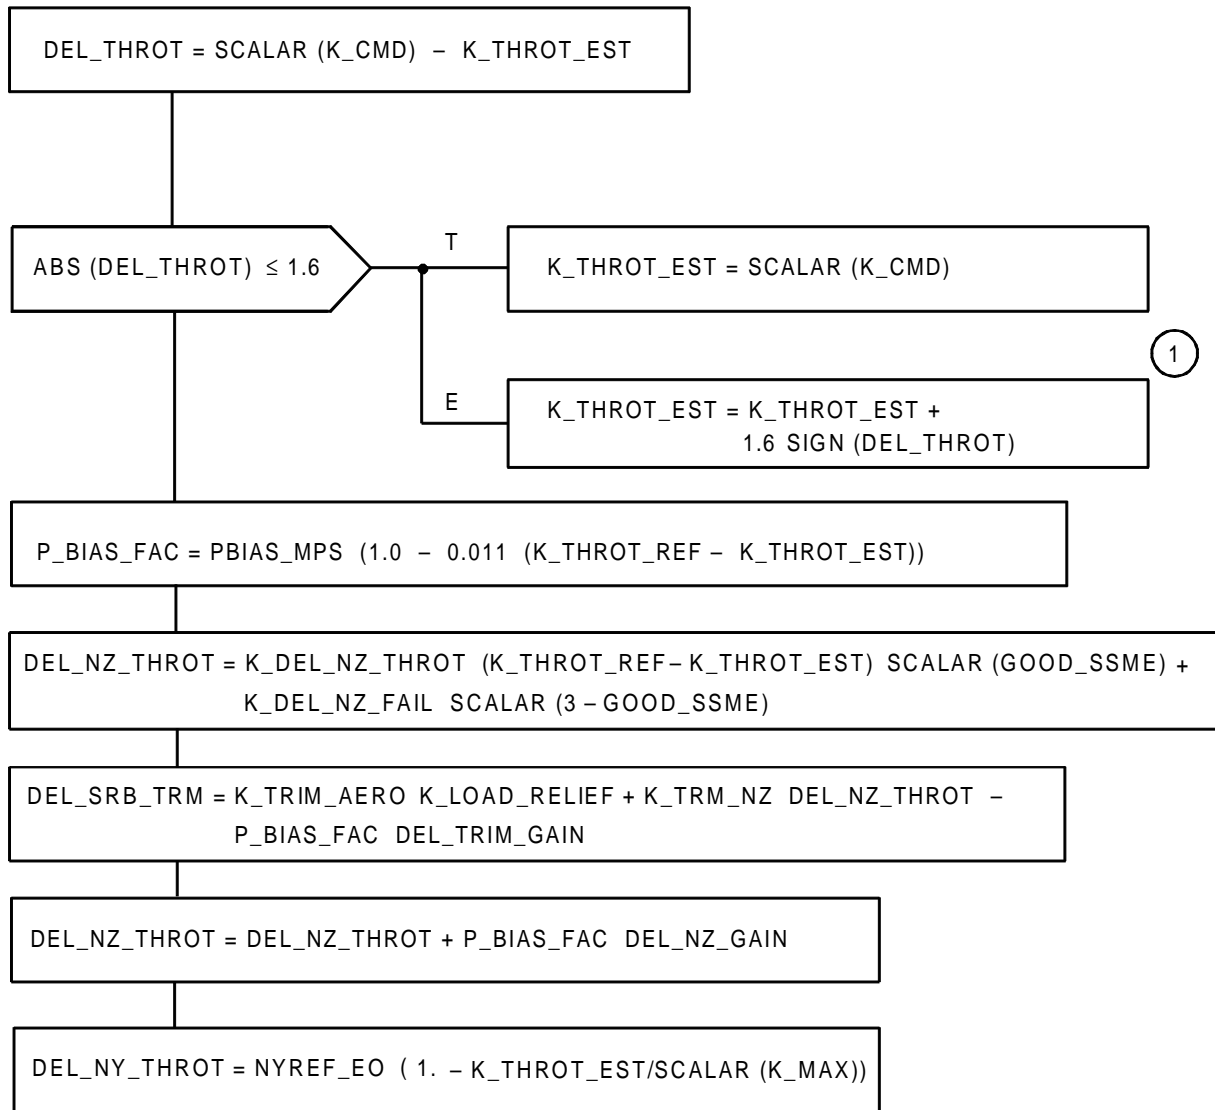 DEL_THROT = SCALAR (K_CMD) – K_THROT_EST
ABS (DEL_THROT) ≤ 1.6
T
K_THROT_EST = SCALAR (K_CMD)
1
E
K_THROT_EST = K_THROT_EST +
1.6 SIGN (DEL_THROT)
P_BIAS_FAC = PBIAS_MPS (1.0 – 0.011 (K_THROT_REF – K_THROT_EST))
DEL_NZ_THROT = K_DEL_NZ_THROT (K_THROT_REF – K_THROT_EST) SCALAR (GOOD_SSME) +
K_DEL_NZ_FAIL SCALAR (3 – GOOD_SSME)
DEL_SRB_TRM = K_TRIM_AERO K_LOAD_RELIEF + K_TRM_NZ DEL_NZ_THROT –
P_BIAS_FAC DEL_TRIM_GAIN
DEL_NZ_THROT = DEL_NZ_THROT + P_BIAS_FAC DEL_NZ_GAIN
DEL_NY_THROT = NYREF_EO ( 1. – K_THROT_EST/SCALAR (K_MAX))